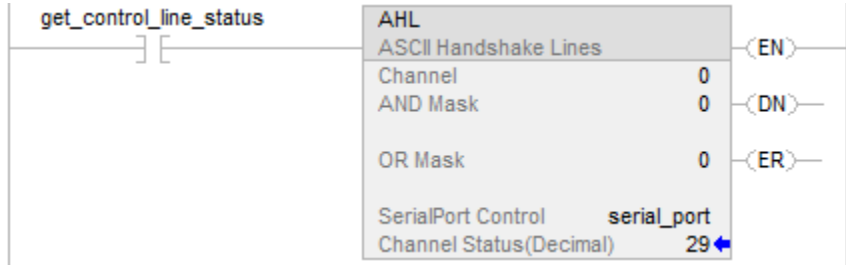 get_control_line_status
AHL
ASCII Handshake Lines
EN
Channel 0
AND Mask 0
DN
OR Mask 0
ER
SerialPort Control serial_port
Channel Status(Decimal) 29